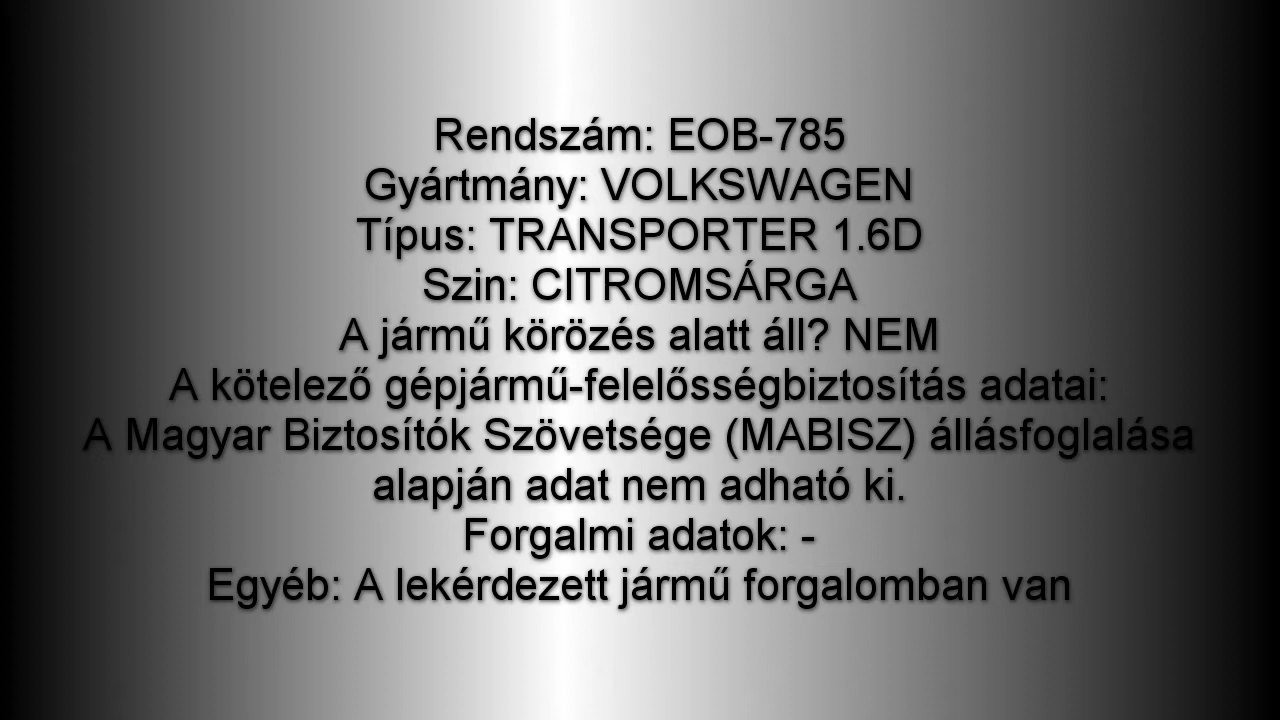 Rendszám: EOB-785
Gyártmány: VOLKSWAGEN
Típus: TRANSPORTER 1.6D
Szin: CITROMSÁRGA
A jármű körözés alatt áll? NEM
A kötelező gépjármű-felelősségbiztosítás adatai:
A Magyar Biztosítók Szövetsége (MABISZ) állásfoglalása
alapján adat nem adható ki.
Forgalmi adatok: -
Egyéb: A lekérdezett jármű forgalomban van